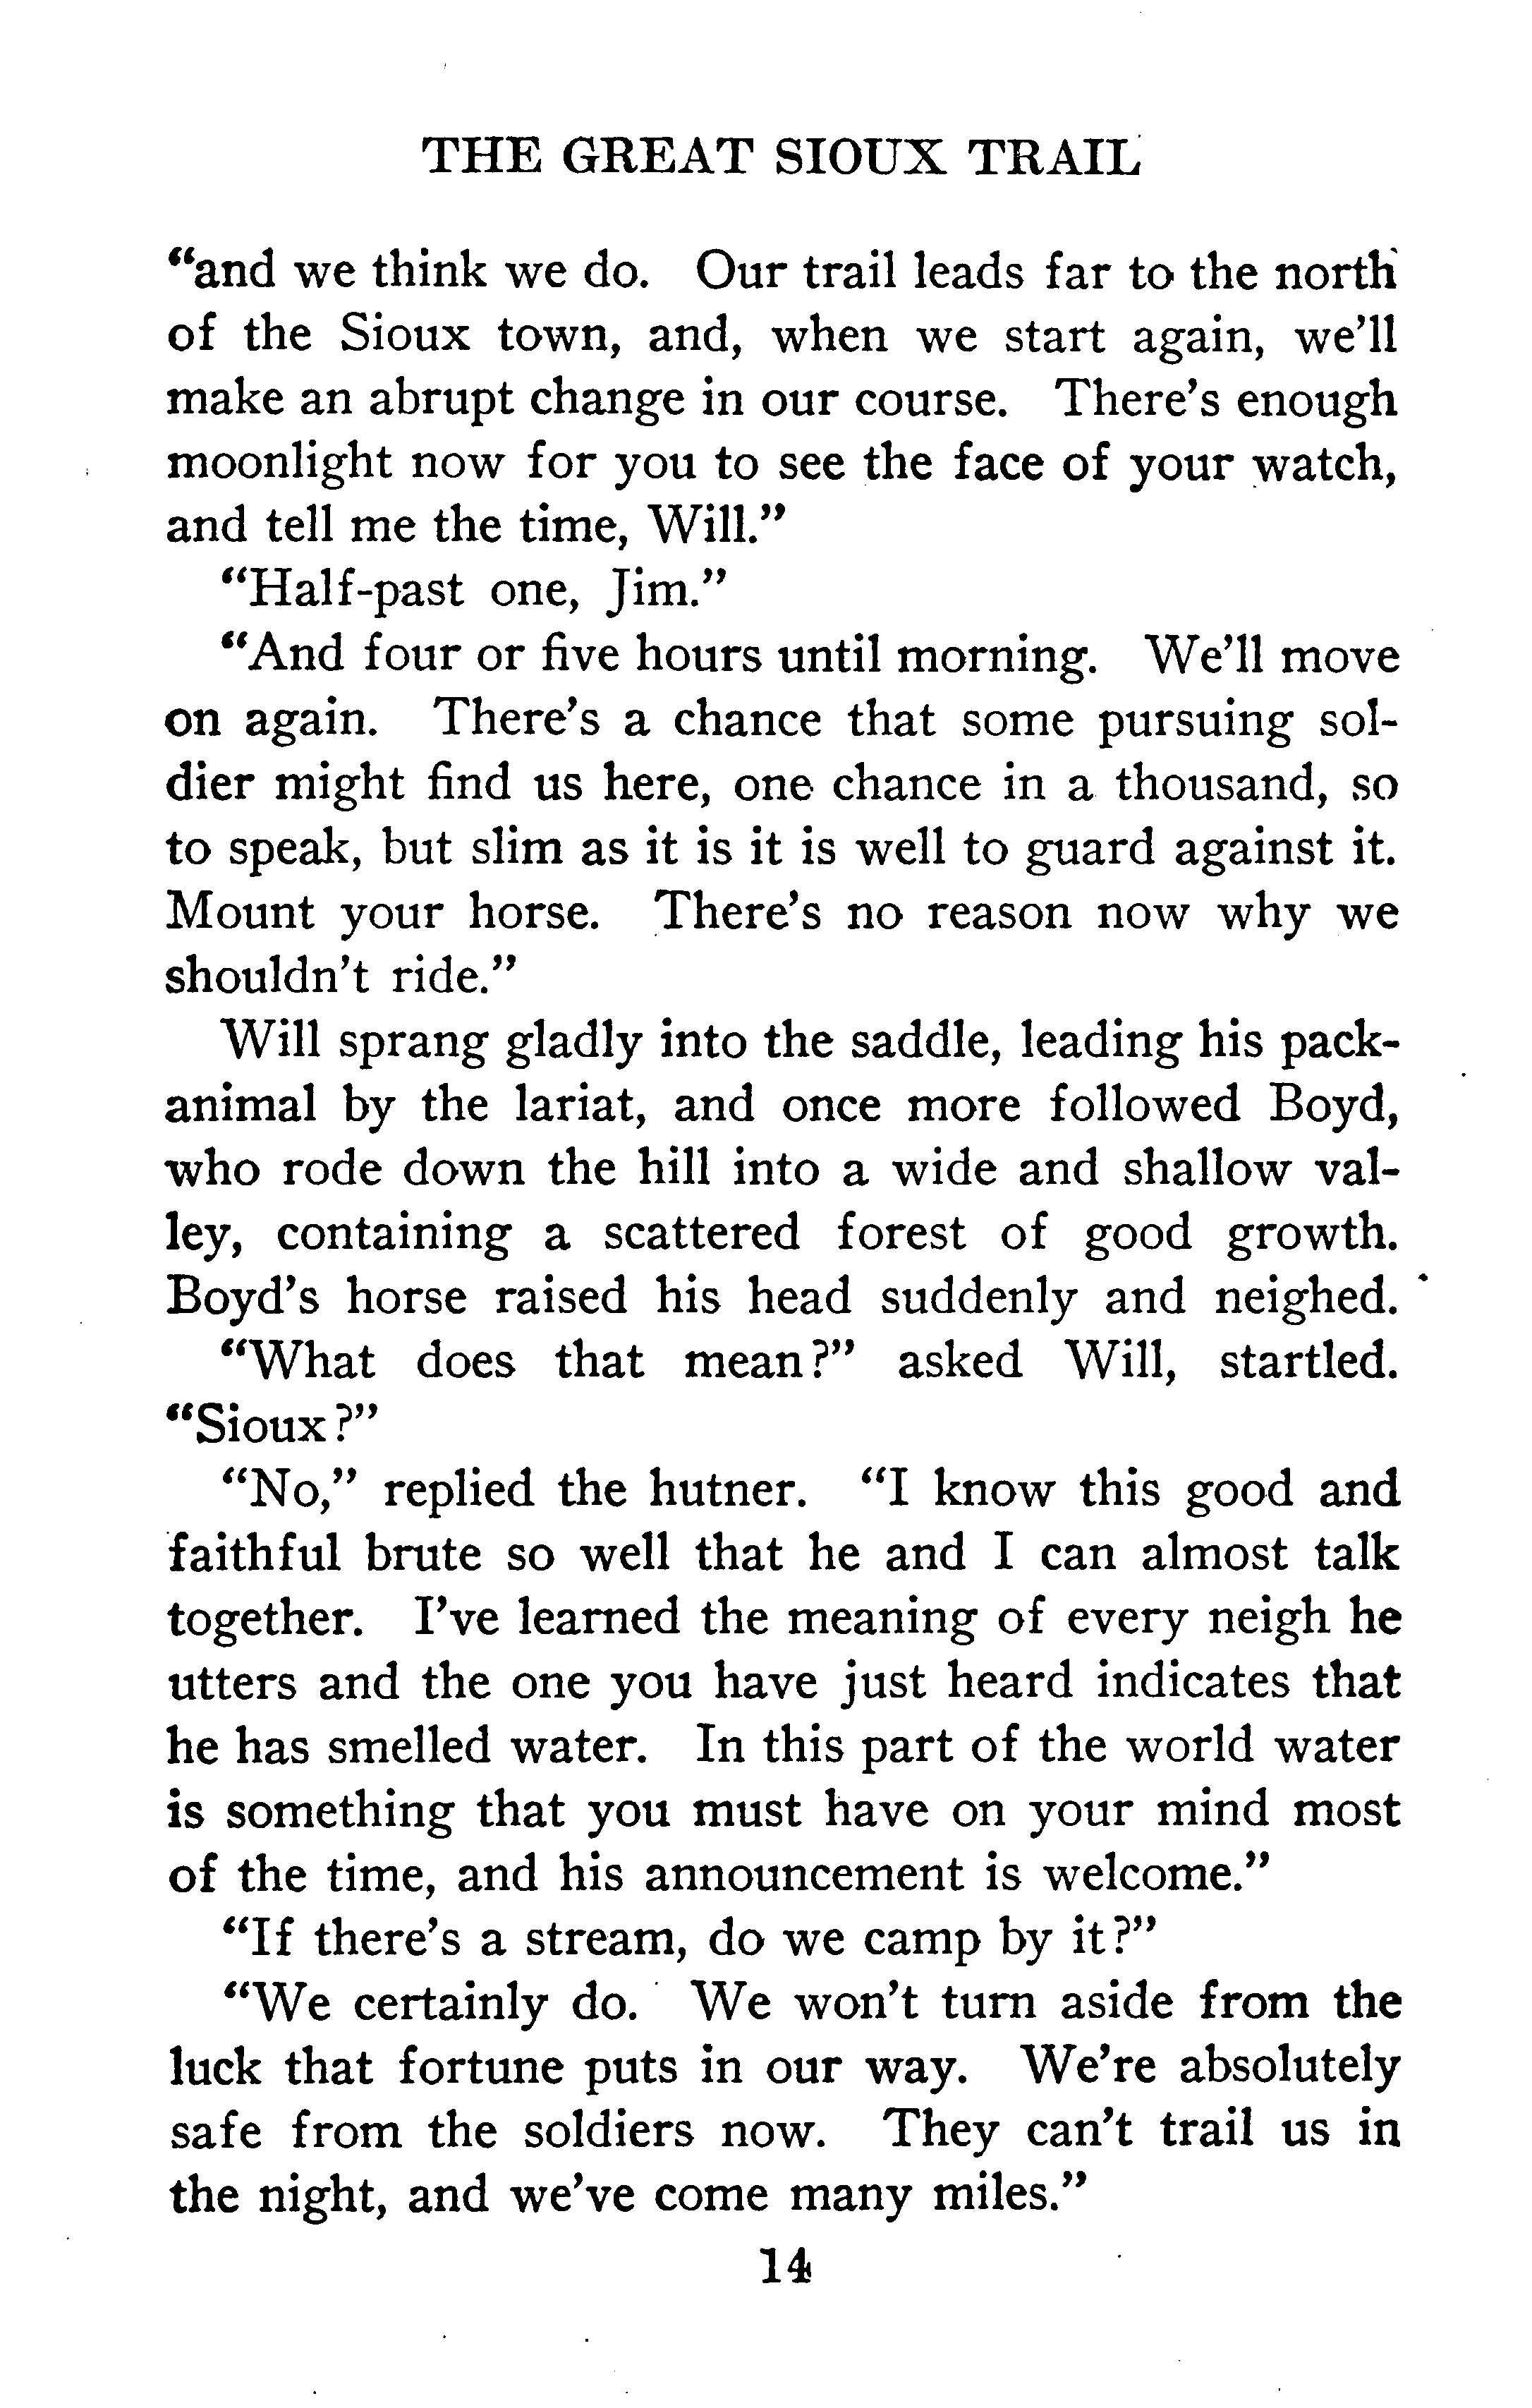 THE GREAT SIOUX TRAIL
“and we think we do. Our trail leads far to the north
of the Sioux town, and, when we start again, we’ll
make an abrupt change in our course. There’s enough
moonlight now for you to see the face of your watch,
and tell me the time, Will.”
“Half-past one, Jim.”
“And four or five hours until morning. We’ll move
on again. There’s a chance that some pursuing sol-
dier might find us here, one chance in a thousand, so
to speak, but slim as it is it is well to guard against it.
Mount your horse. There’s no reason now why we
shouldn’t ride.”
Will sprang gladly into the saddle, leading his pack-
animal by the lariat, and once more followed Boyd,
who rode down the hill into a wide and shallow val-
ley, containing a scattered forest of good growth.
Boyd’s horse raised his head suddenly and neighed.
“What does that mean?” asked Will, startled.
“Sioux?”
“No,” replied the hutner. “I know this good and
faithful brute so well that he and I can almost talk
together. I’ve learned the meaning of every neigh he
utters and the one you have just heard indicates that
he has smelled water. In this part of the world water
is something that you must have on your mind most
of the time, and his announcement is welcome.”
“If there’s a stream, do we camp by it?”
“We certainly do. We won’t turn aside from the
luck that fortune puts in our way. We’re absolutely
safe from the soldiers now. They can’t trail us in
the night, and we’ve come many miles.”
14